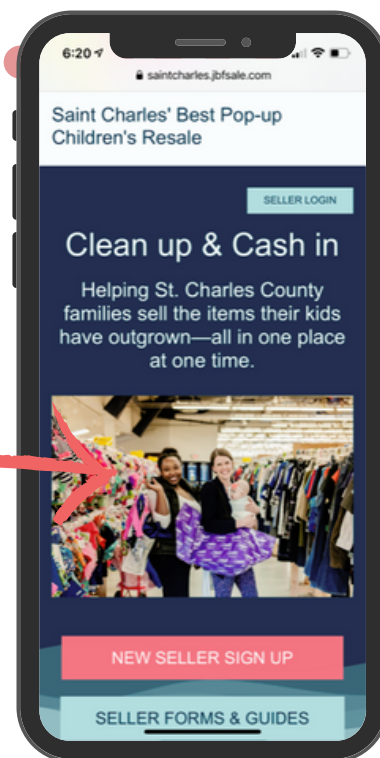 6:20
saintcharles.jbfsale.com
Saint Charles' Best Pop-up
Children's Resale
SELLER LOGIN
Clean up & Cash in
Helping St. Charles County
families sell the items their kids
have outgrown—all in one place
at one time.
NEW SELLER SIGN UP
SELLER FORMS & GUIDES